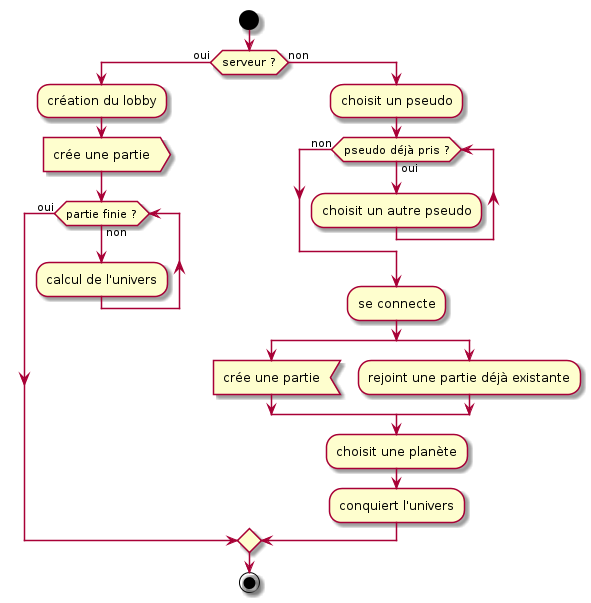 serveur ?
oui
non
création du lobby
crée une partie
partie finie ?
oui
non
calcul de l'univers
choisit un pseudo
pseudo déjà pris ?
non
oui
choisit un autre pseudo
se connecte
crée une partie
rejoint une partie déjà existante
choisit une planète
conquiert l'univers